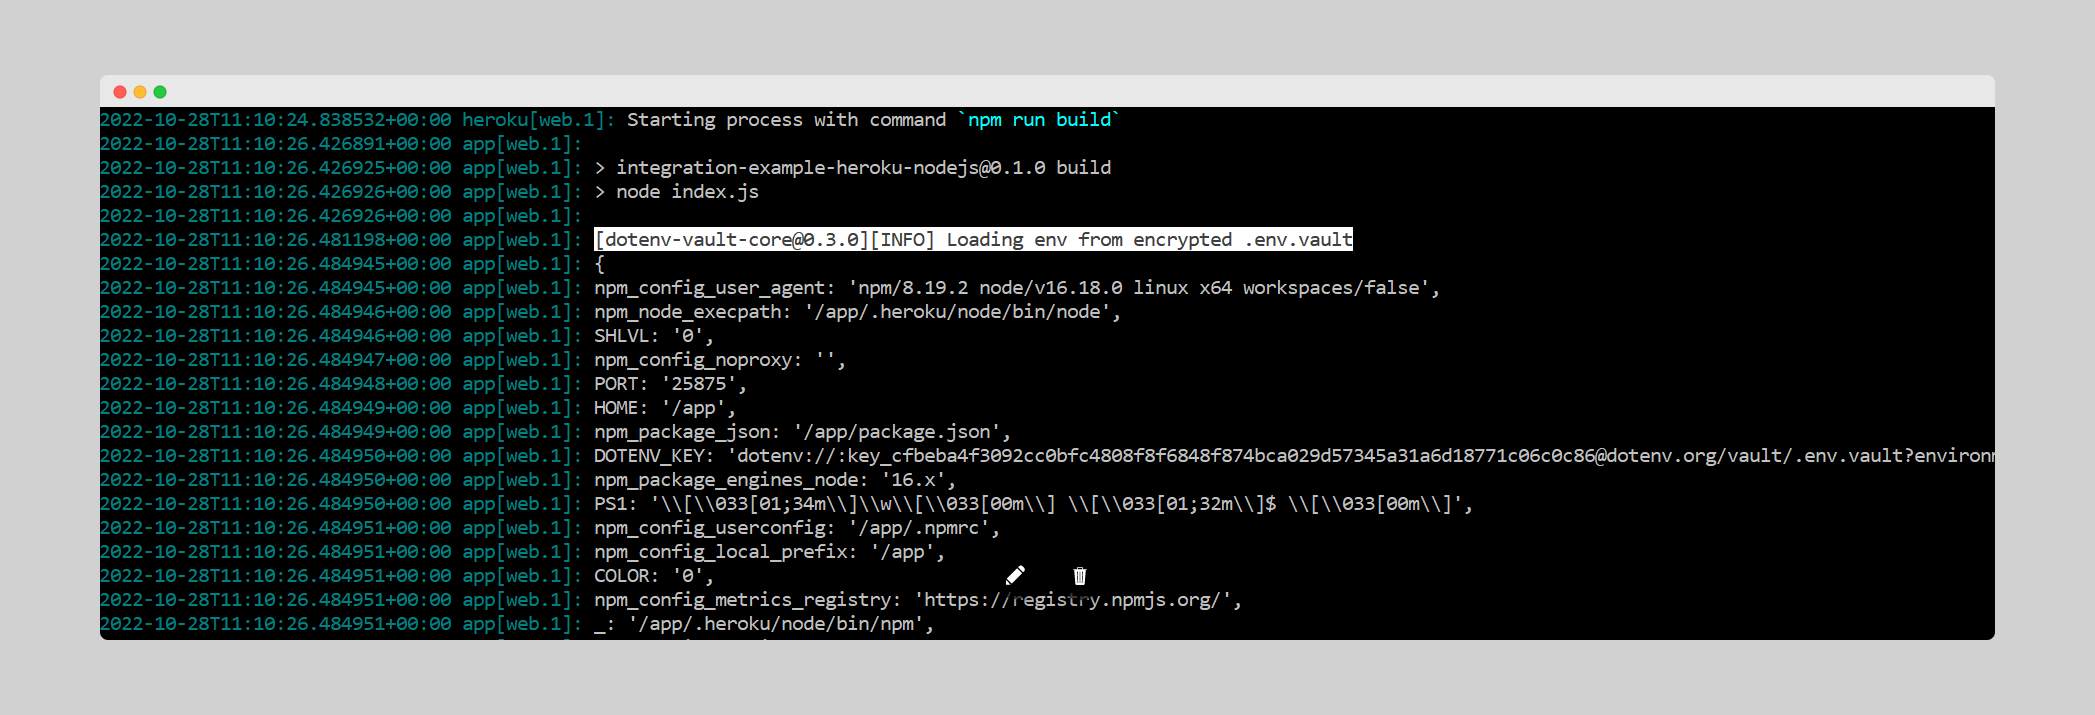 2022-10-28T11:10:24.838532+00:00 heroku[web.1]: Starting process with command `npm run build`
2022-10-28T11:10:26.426891+00:00 app[web.1]:
2022-10-28T11:10:26.426925+00:00 app[web.1]: > integration-example-heroku-nodejs@0.1.0 build
2022-10-28T11:10:26.426926+00:00 app[web.1]: > node index.js
2022-10-28T11:10:26.426926+00:00 app[web.1]:
2022-10-28T11:10:26.481198+00:00 app[web.1]: [dotenv-vault-core@0.3.0][INFO] Loading env from encrypted .env.vault
2022-10-28T11:10:26.484945+00:00 app[web.1]: {
2022-10-28T11:10:26.484945+00:00 app[web.1]: npm_config_user_agent: 'npm/8.19.2 node/v16.18.0 linux x64 workspaces/false',
2022-10-28T11:10:26.484946+00:00 app[web.1]: npm_node_execpath: '/app/.heroku/node/bin/node',
2022-10-28T11:10:26.484946+00:00 app[web.1]: SHLVL: '0',
2022-10-28T11:10:26.484947+00:00 app[web.1]: npm_config_noproxy: '',
2022-10-28T11:10:26.484948+00:00 app[web.1]: PORT: '25875',
2022-10-28T11:10:26.484949+00:00 app[web.1]: HOME: '/app',
2022-10-28T11:10:26.484949+00:00 app[web.1]: npm_package_json: '/app/package.json',
2022-10-28T11:10:26.484950+00:00 app[web.1]: DOTENV_KEY: 'dotenv://:key_cfbeba4f3092cc0bfc4808f8f6848f874bca029d57345a31a6d18771c06c0c86@dotenv.org/vault/.env.vault?environ
2022-10-28T11:10:26.484950+00:00 app[web.1]: npm_package_engines_node: '16.x',
2022-10-28T11:10:26.484950+00:00 app[web.1]: PS1: '\\[\\033[01;34m\\]\\w\\[\\033[00m\\] \\[\\033[01;32m\\]$ \\[\\033[00m\\]',
2022-10-28T11:10:26.484951+00:00 app[web.1]: npm_config_userconfig: '/app/.npmrc',
2022-10-28T11:10:26.484951+00:00 app[web.1]: npm_config_local_prefix: '/app',
2022-10-28T11:10:26.484951+00:00 app[web.1]: COLOR: '0',
2022-10-28T11:10:26.484951+00:00 app[web.1]: npm_config_metrics_registry: 'https://registry.npmjs.org/',
2022-10-28T11:10:26.484951+00:00 app[web.1]: _: '/app/.heroku/node/bin/npm',